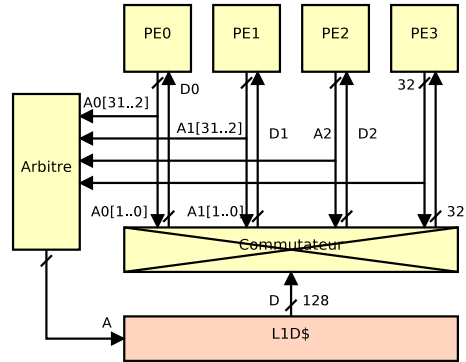 PE0 PE1 PE2 PE3
D0 32
A0[31..2]
A1[31..2] D1 A2 D2
Arbitre
A0[1..0] A1[1..0] 32
Commutateur
D 128
A L1D$